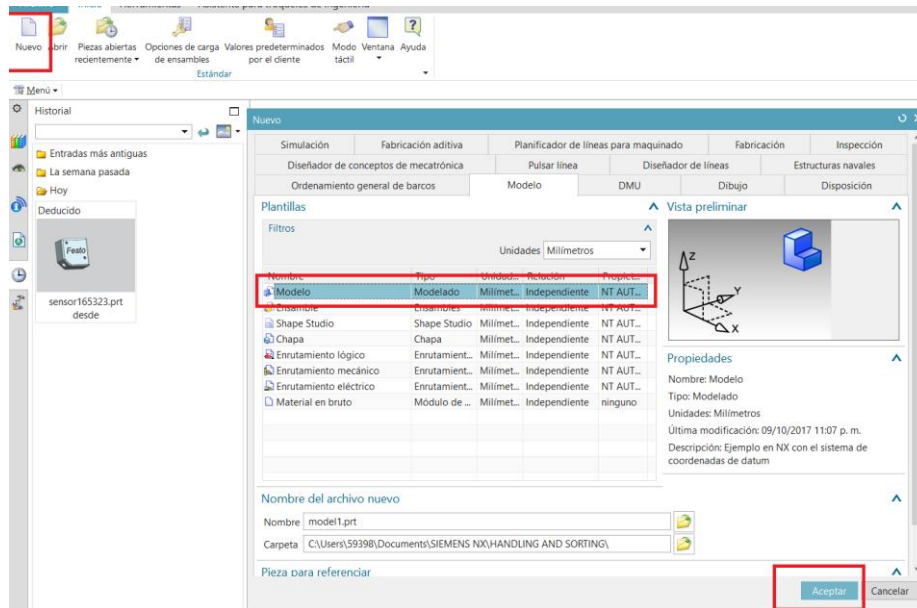 Nuevo Abrir Piezas abiertas recientemente Opciones de carga de ensambles Valores predeterminados por el cliente Modo táctil Ventana Ayuda
Estándar
Menú
Historial
Entradas más antiguas
La semana pasada
Hoy
Deducido
Festo
sensor165323.prt
desde
Nuevo
Simulación Fabricación aditiva Planificador de líneas para maquinado Fabricación Inspección
Diseñador de conceptos de mecatrónica Pulsar línea Diseñador de líneas Estructuras navales
Ordenamiento general de barcos Modelo DMU Dibujo Disposición
Plantillas
Filtros
Unidades Milímetros
Nombre Tipo Unidad... Relación Propiet...
Modelo Modelado Milímet... Independiente NT AUT...
Ensamble Ensambles Milímet... Independiente NT AUT...
Shape Studio Shape Studio Milímet... Independiente NT AUT...
Chapa Chapa Milímet... Independiente NT AUT...
Enrutamiento lógico Enrutamient... Milímet... Independiente NT AUT...
Enrutamiento mecánico Enrutamient... Milímet... Independiente NT AUT...
Enrutamiento eléctrico Enrutamient... Milímet... Independiente NT AUT...
Material en bruto Módulo de ... Milímet... Independiente ninguno
Vista preliminar
Z
Y
X
Propiedades
Nombre: Modelo
Tipo: Modelado
Unidades: Milímetros
Última modificación: 09/10/2017 11:07 p. m.
Descripción: Ejemplo en NX con el sistema de
coordenadas de datum
Nombre del archivo nuevo
Nombre model1.prt
Carpeta C:\Users\59398\Documents\SIEMENS NX\HANDLING AND SORTING\
Pieza para referenciar
Aceptar Cancelar